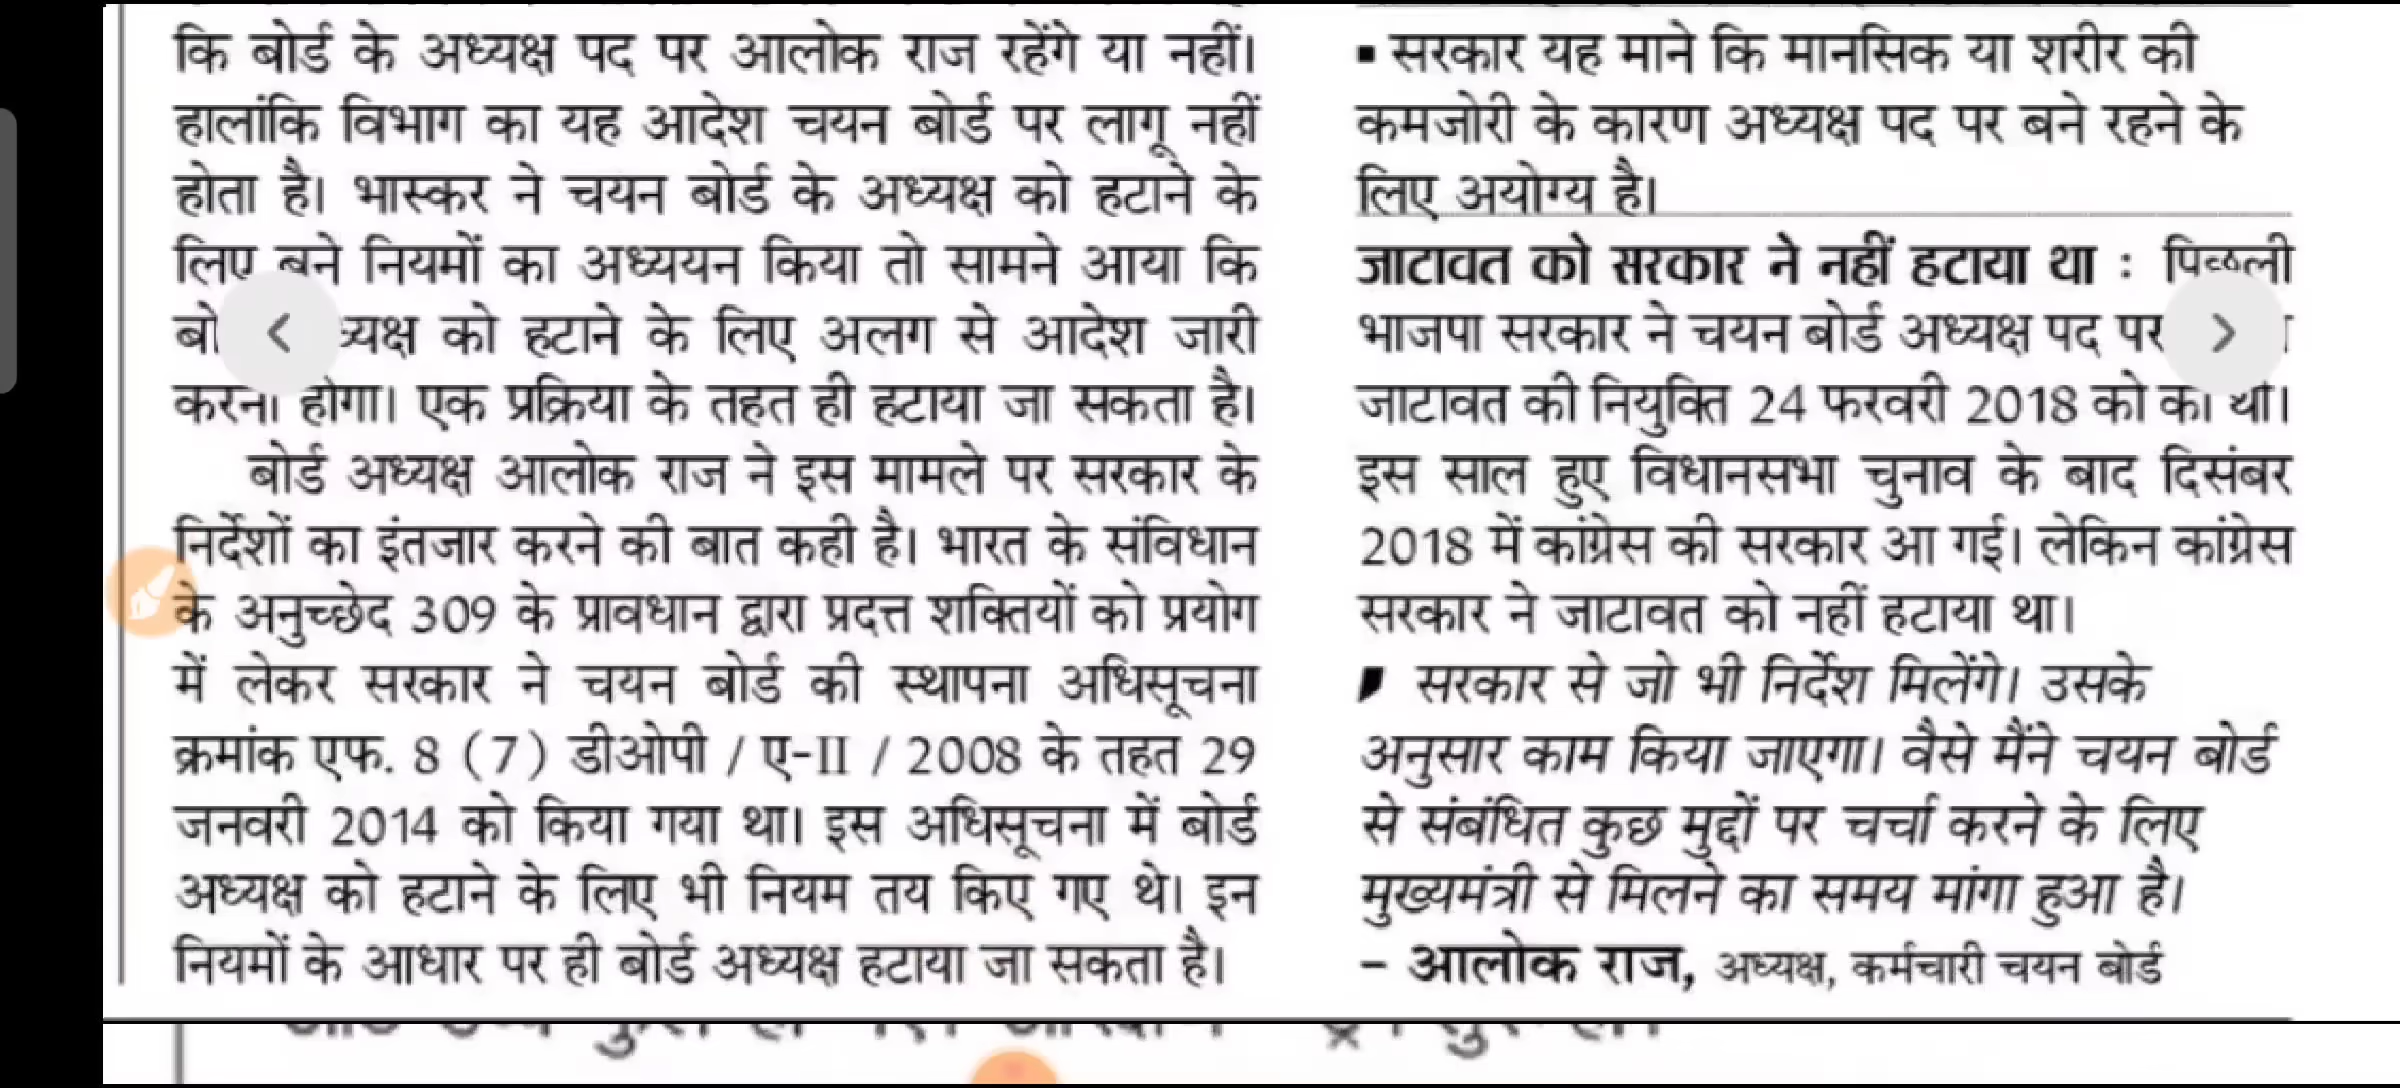 कि बोर्ड के अध्यक्ष पद पर आलोक राज रहेंगे या नहीं।
हालांकि विभाग का यह आदेश चयन बोर्ड पर लागू नहीं
होता है। भास्कर ने चयन बोर्ड के अध्यक्ष को हटाने के
लिए बने नियमों का अध्ययन किया तो सामने आया कि
को हटाने के लिए अलग से आदेश जारी
करना होगा। एक प्रक्रिया के तहत ही हटाया जा सकता है।
बोर्ड अध्यक्ष आलोक राज ने इस मामले पर सरकार के
निर्देशों का इंतजार करने की बात कही है। भारत के संविधान
के अनुच्छेद 309 के प्रावधान द्वारा प्रदत्त शक्तियों को प्रयोग
में लेकर सरकार ने चयन बोर्ड की स्थापना अधिसूचना
क्रमांक एफ. 8 (7) डीओपी / ए-II / 2008 के तहत 29
जनवरी 2014 को किया गया था। इस अधिसूचना में बोर्ड
अध्यक्ष को हटाने के लिए भी नियम तय किए गए थे। इन
नियमों के आधार पर ही बोर्ड अध्यक्ष हटाया जा सकता है।
▪ सरकार यह माने कि मानसिक या शरीर की
कमजोरी के कारण अध्यक्ष पद पर बने रहने के
लिए अयोग्य है।
जाटावत को सरकार ने नहीं हटाया था : पिछली
भाजपा सरकार ने चयन बोर्ड अध्यक्ष पद पर
जाटावत की नियुक्ति 24 फरवरी 2018 को की थी।
इस साल हुए विधानसभा चुनाव के बाद दिसंबर
2018 में कांग्रेस की सरकार आ गई। लेकिन कांग्रेस
सरकार ने जाटावत को नहीं हटाया था।
सरकार से जो भी निर्देश मिलेंगे। उसके
अनुसार काम किया जाएगा। वैसे मैंने चयन बोर्ड
से संबंधित कुछ मुद्दों पर चर्चा करने के लिए
मुख्यमंत्री से मिलने का समय मांगा हुआ है।
– आलोक राज, अध्यक्ष, कर्मचारी चयन बोर्ड